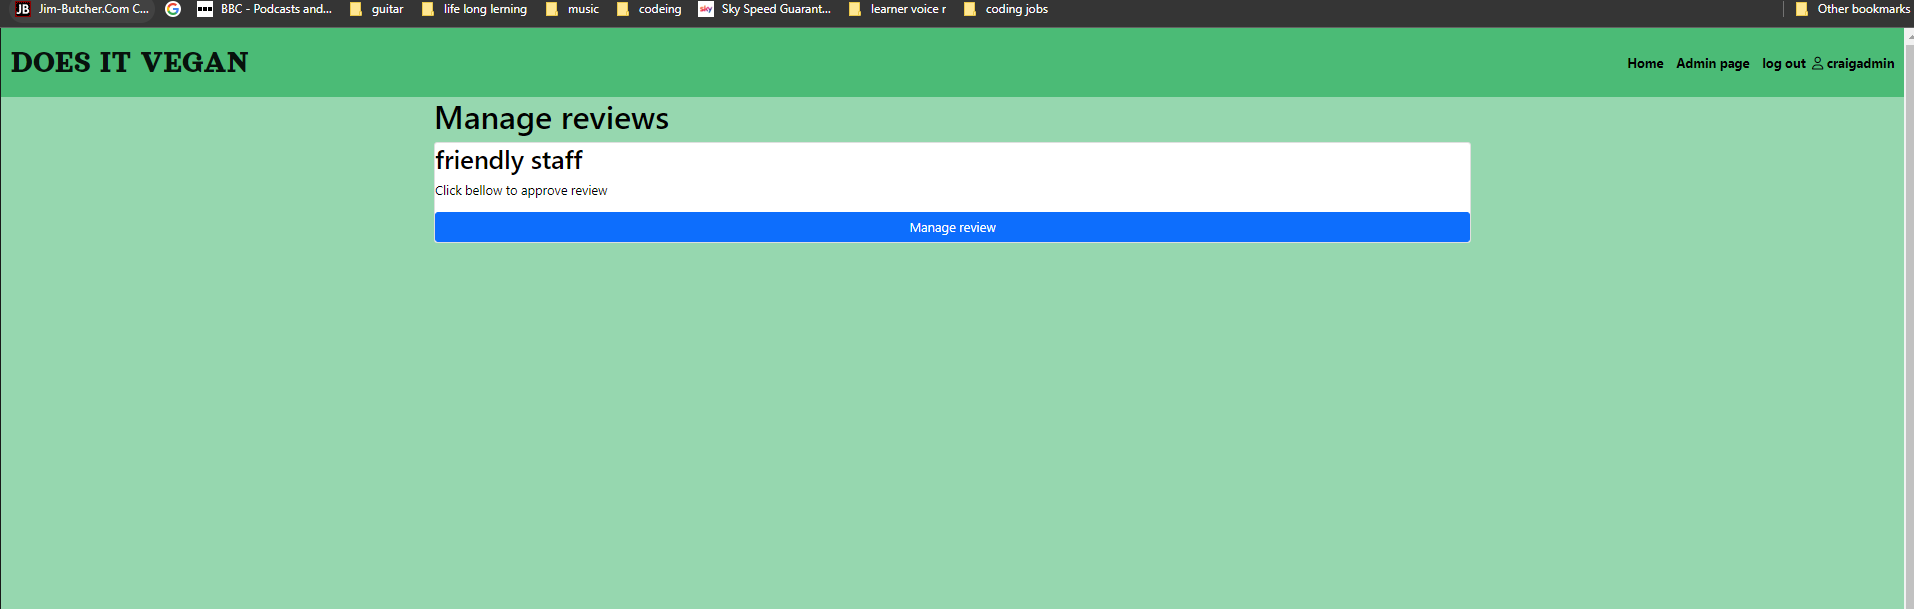 JB Jim-Butcher.Com C... BBC - Podcasts and... guitar life long lerning music codeing sky Sky Speed Guarant... learner voice r coding jobs Other bookmarks
DOES IT VEGAN Home Admin page log out craigadmin
Manage reviews
friendly staff
Click bellow to approve review
Manage review